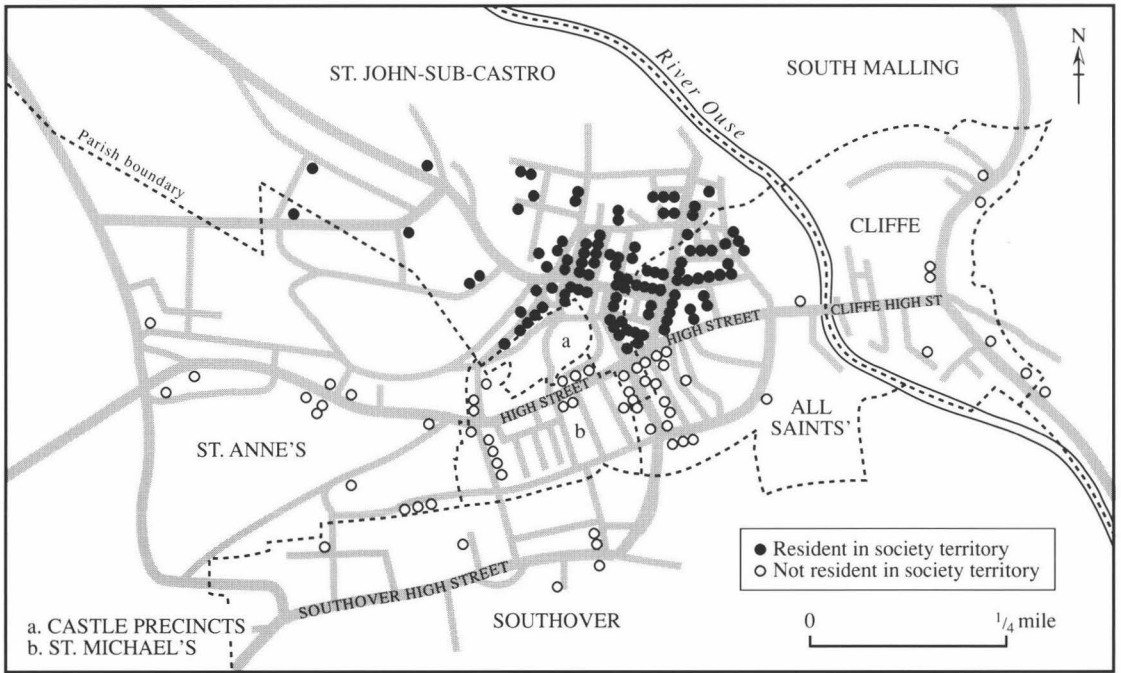 ST. JOHN-SUB-CASTRO
River Ouse
SOUTH MALLING
N
Parish boundary
CLIFFE
HIGH STREET
CLIFFE HIGH ST
a
HIGH STREET
b
ALL
SAINTS'
ST. ANNE'S
Resident in society territory
Not resident in society territory
SOUTHOVER HIGH STREET
SOUTHOVER
0
1/4 mile
a. CASTLE PRECINCTS
b. ST. MICHAEL'S